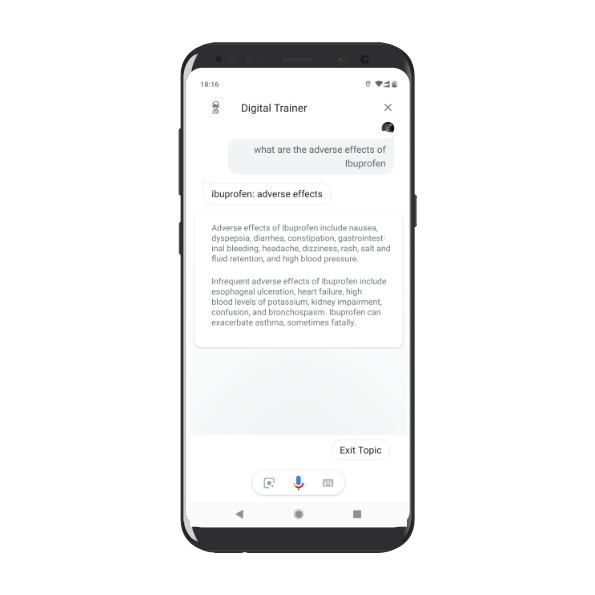 18:16
Digital Trainer
what are the adverse effects of
Ibuprofen
ibuprofen: adverse effects
Adverse effects of Ibuprofen include nausea,
dyspepsia, diarrhea, constipation, gastrointest-
inal bleeding, headache, dizziness, rash, salt and
fluid retention, and high blood pressure.
Infrequent adverse effects of Ibuprofen include
esophageal ulceration, heart failure, high
blood levels of potassium, kidney impairment,
confusion, and bronchospasm. Ibuprofen can
exacerbate asthma, sometimes fatally.
Exit Topic